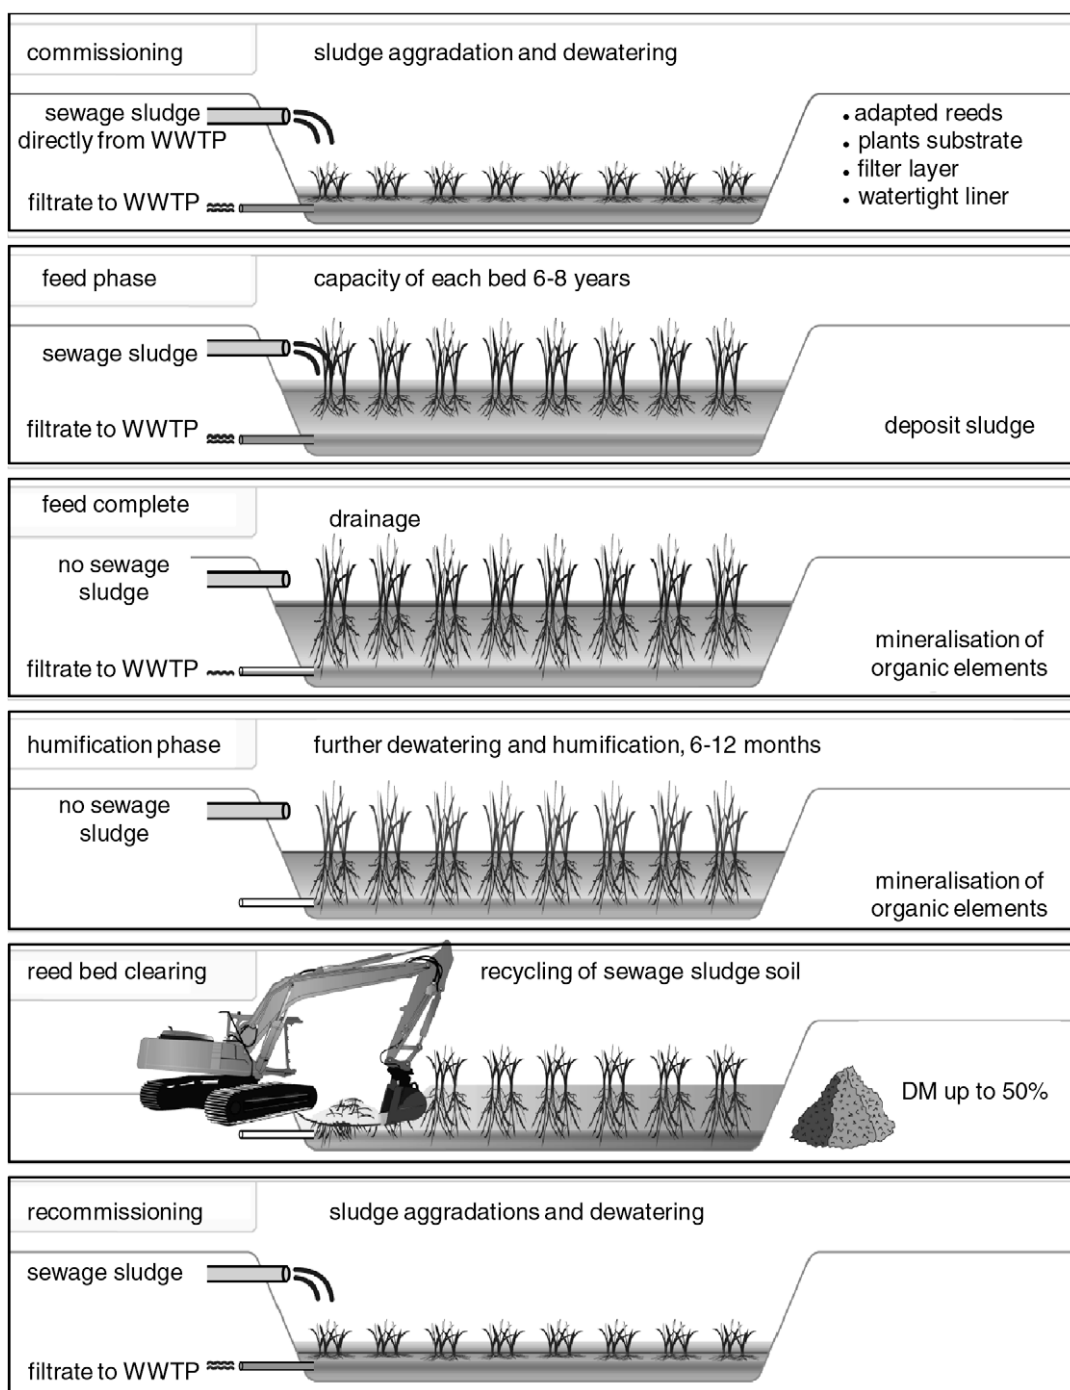 commissioning
sludge aggradation and dewatering
sewage sludge
directly from WWTP
filtrate to WWTP
• adapted reeds
• plants substrate
• filter layer
• watertight liner
feed phase
capacity of each bed 6-8 years
sewage sludge
filtrate to WWTP
deposit sludge
feed complete
drainage
no sewage
sludge
filtrate to WWTP
mineralisation of
organic elements
humification phase
further dewatering and humification, 6-12 months
no sewage
sludge
mineralisation of
organic elements
reed bed clearing
recycling of sewage sludge soil
DM up to 50%
recommissioning
sludge aggradations and dewatering
sewage sludge
filtrate to WWTP